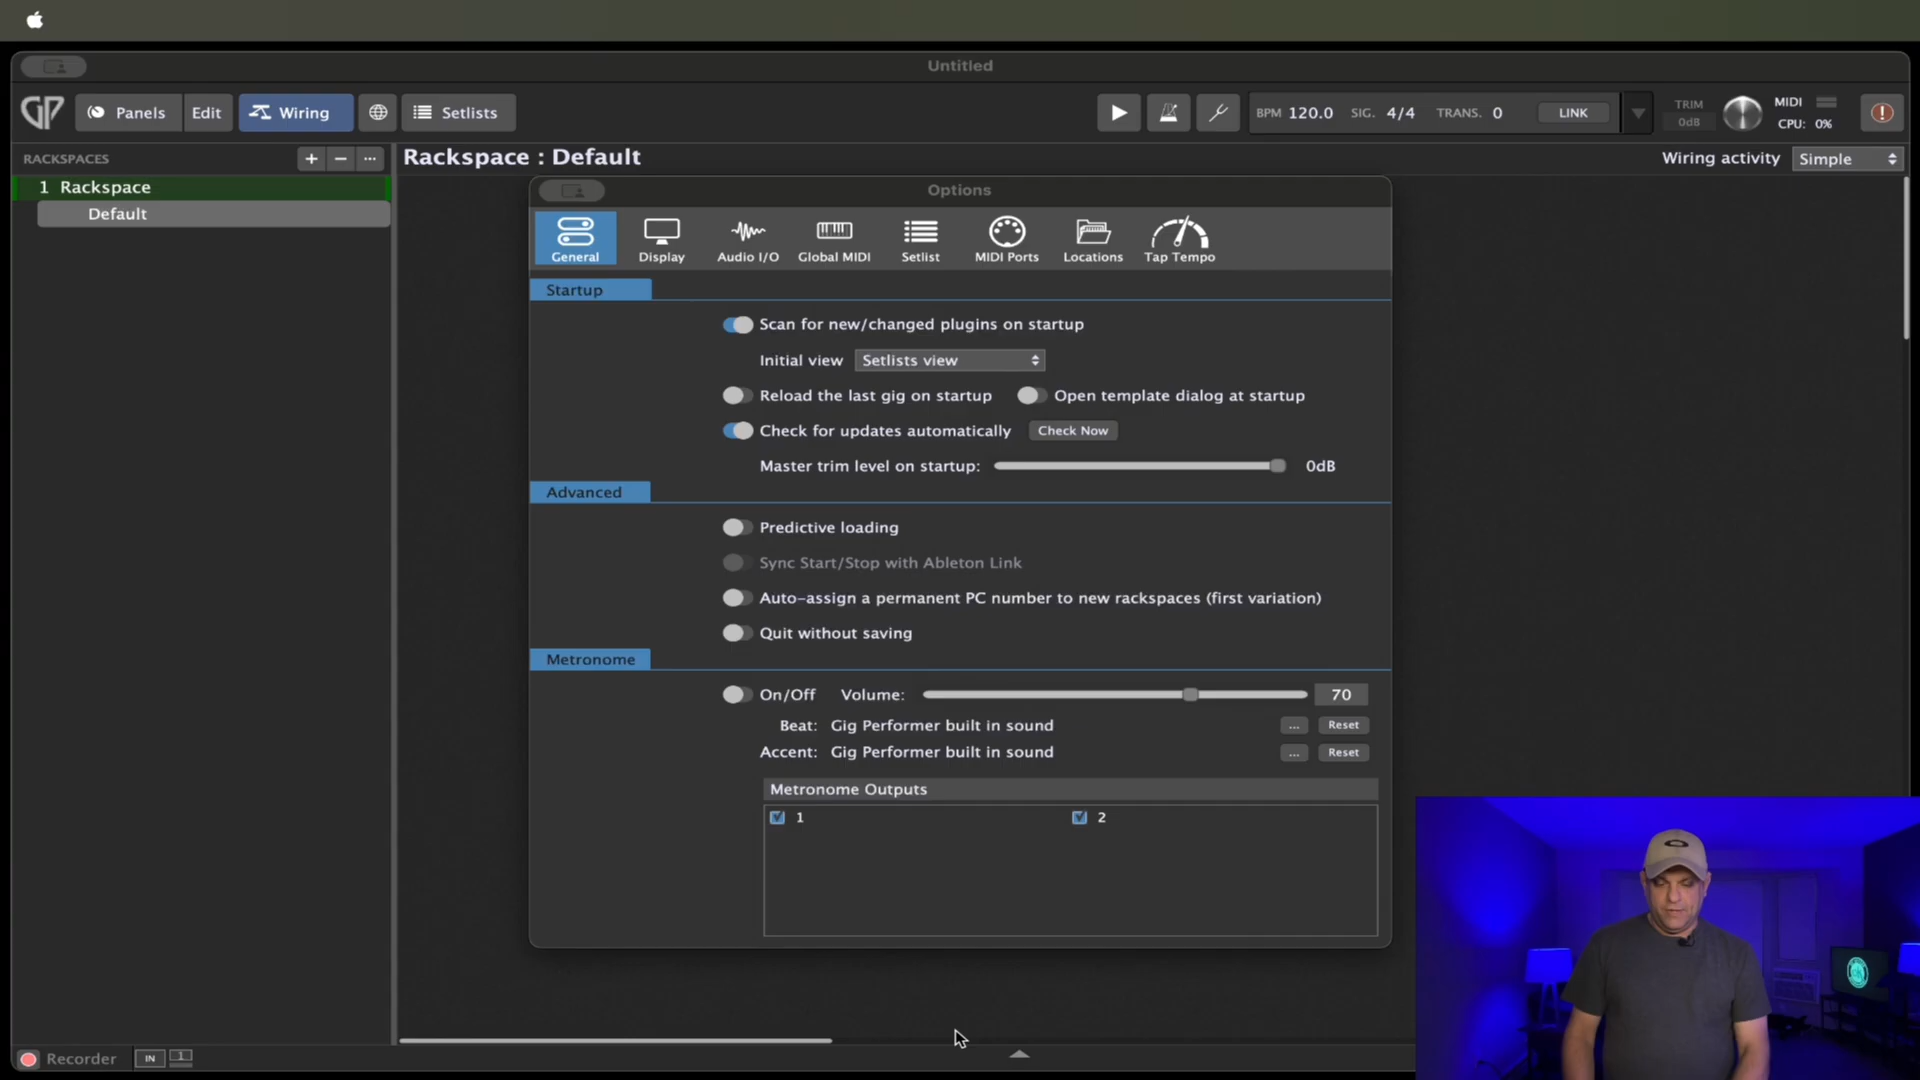 Untitled
GP Panels Edit Wiring Setlists BPM 120.0 SIG. 4/4 TRANS. 0 LINK TRIM 0dB MIDI CPU: 0%
RACKSPACES + − ... Rackspace : Default Wiring activity Simple
1 Rackspace
Default
Options
General Display Audio I/O Global MIDI Setlist MIDI Ports Locations Tap Tempo
Startup
Scan for new/changed plugins on startup
Initial view Setlists view
Reload the last gig on startup Open template dialog at startup
Check for updates automatically Check Now
Master trim level on startup: 0dB
Advanced
Predictive loading
Sync Start/Stop with Ableton Link
Auto-assign a permanent PC number to new rackspaces (first variation)
Quit without saving
Metronome
On/Off Volume: 70
Beat: Gig Performer built in sound ... Reset
Accent: Gig Performer built in sound ... Reset
Metronome Outputs
1 2
Recorder IN 1